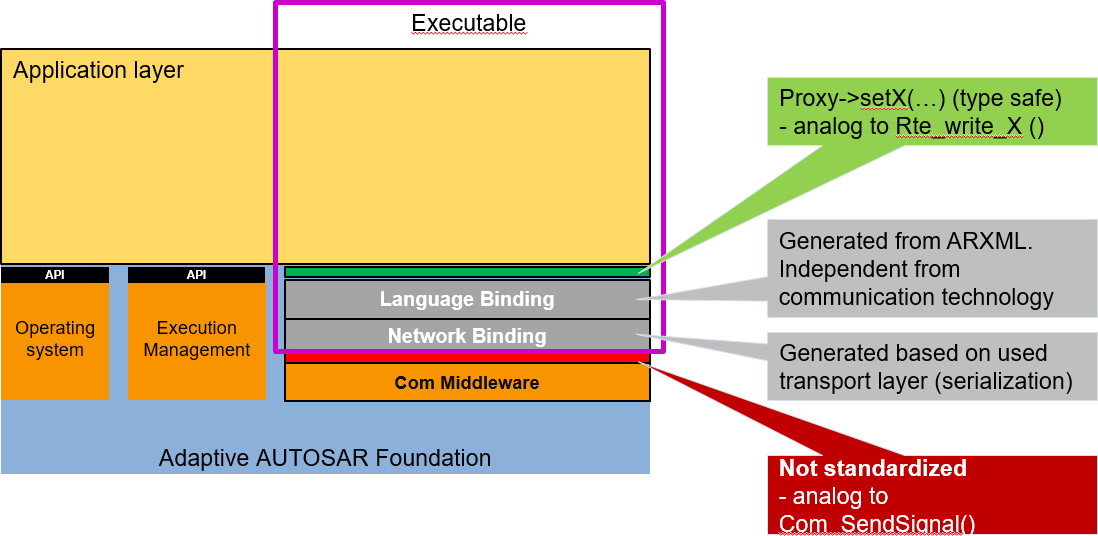 Executable
Application layer
Proxy->setX(…) (type safe)
- analog to Rte_write_X ()
Generated from ARXML.
Independent from
communication technology
API
API
Language Binding
Operating
system
Execution
Management
Network Binding
Generated based on used
transport layer (serialization)
Com Middleware
Adaptive AUTOSAR Foundation
Not standardized
- analog to
Com_SendSignal()